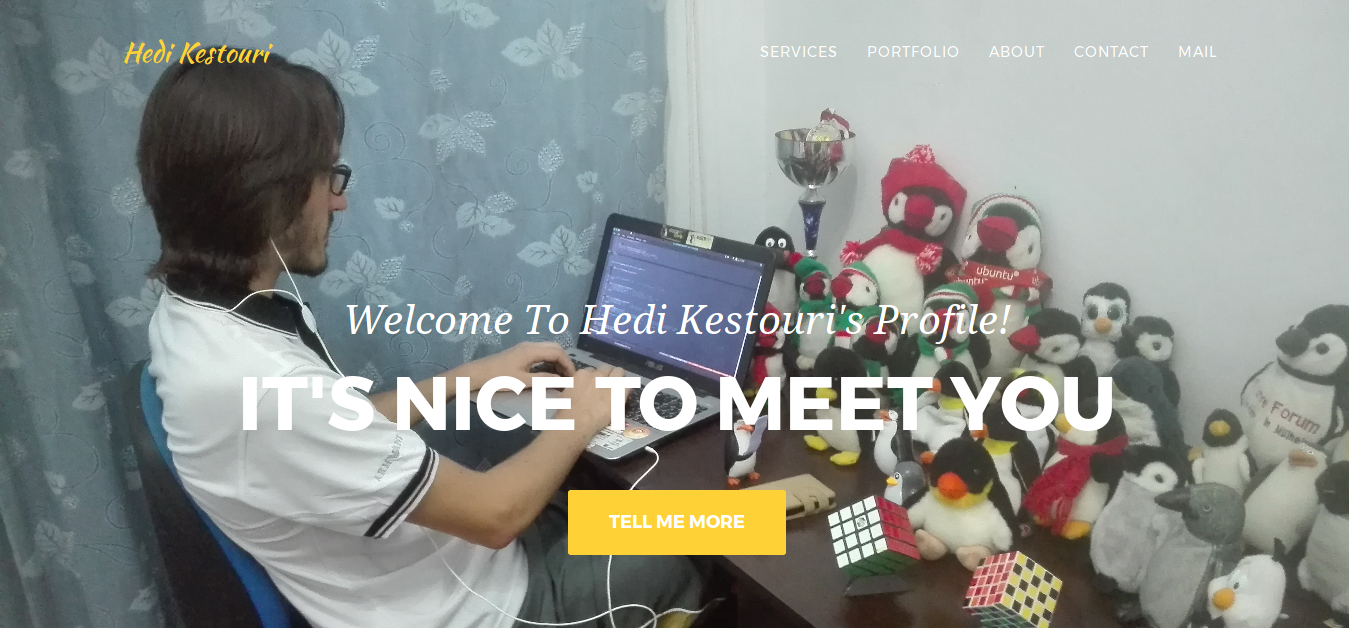 Hedi Kestouri
SERVICES PORTFOLIO ABOUT CONTACT MAIL
ubuntu
Welcome To Hedi Kestouri's Profile!
IT'S NICE TO MEET YOU
Forum
TELL ME MORE